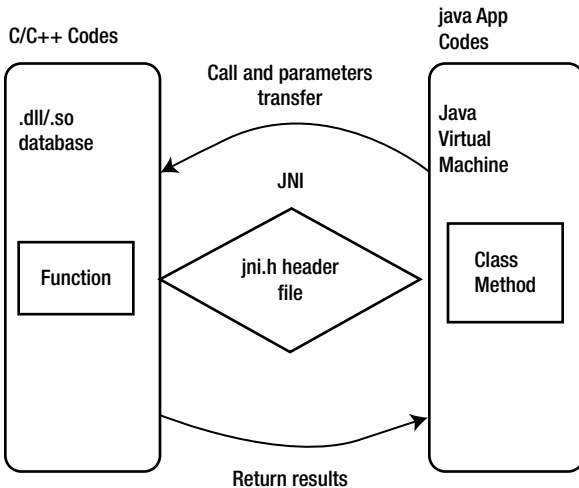 C/C++ Codes
.dll/.so
database
Function
Call and parameters
transfer
JNI
jni.h header
file
Return results
java App
Codes
Java
Virtual
Machine
Class
Method